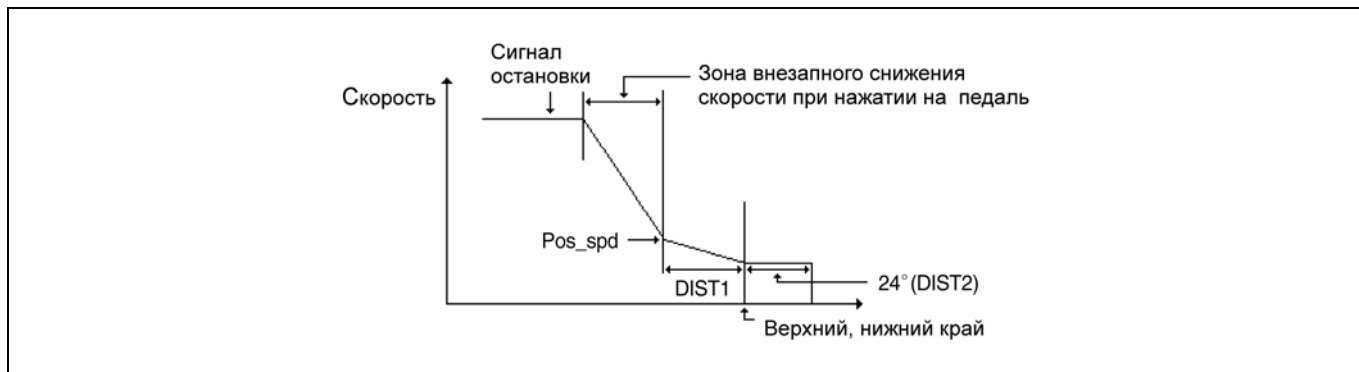 Сигнал
остановки
Зона внезапного снижения
скорости при нажатии на педаль
Скорость
Pos_spd
DIST1
24°(DIST2)
Верхний, нижний край